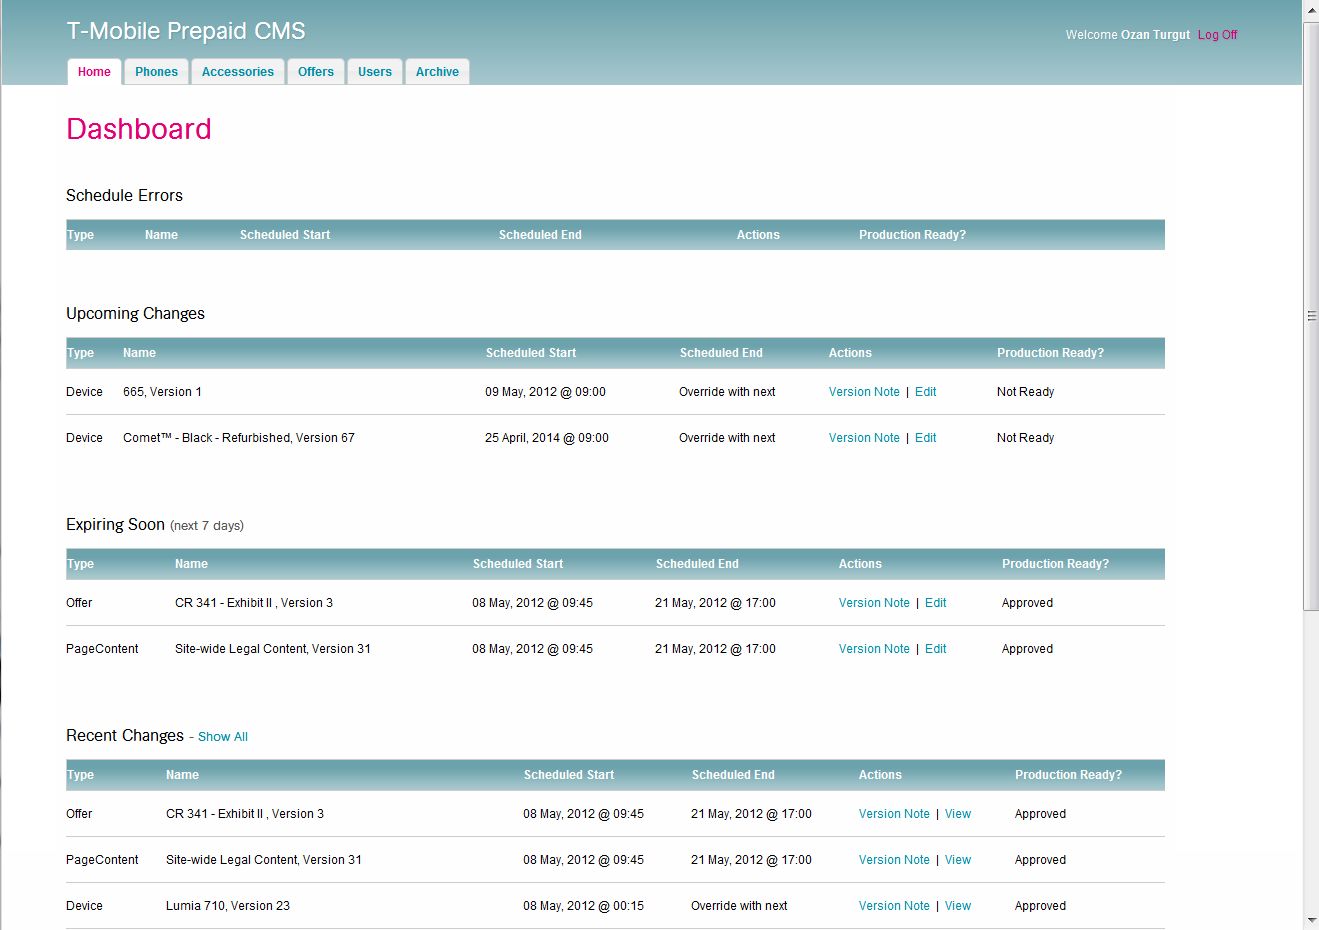 T-Mobile Prepaid CMS
Welcome Ozan Turgut Log Off
Home Phones Accessories Offers Users Archive
Dashboard
Schedule Errors
Type Name Scheduled Start Scheduled End Actions Production Ready?
Upcoming Changes
Type Name Scheduled Start Scheduled End Actions Production Ready?
Device 665, Version 1 09 May, 2012 @ 09:00 Override with next Version Note | Edit Not Ready
Device Comet™ - Black - Refurbished, Version 67 25 April, 2014 @ 09:00 Override with next Version Note | Edit Not Ready
Expiring Soon (next 7 days)
Type Name Scheduled Start Scheduled End Actions Production Ready?
Offer CR 341 - Exhibit II , Version 3 08 May, 2012 @ 09:45 21 May, 2012 @ 17:00 Version Note | Edit Approved
PageContent Site-wide Legal Content, Version 31 08 May, 2012 @ 09:45 21 May, 2012 @ 17:00 Version Note | Edit Approved
Recent Changes - Show All
Type Name Scheduled Start Scheduled End Actions Production Ready?
Offer CR 341 - Exhibit II , Version 3 08 May, 2012 @ 09:45 21 May, 2012 @ 17:00 Version Note | View Approved
PageContent Site-wide Legal Content, Version 31 08 May, 2012 @ 09:45 21 May, 2012 @ 17:00 Version Note | View Approved
Device Lumia 710, Version 23 08 May, 2012 @ 00:15 Override with next Version Note | View Approved